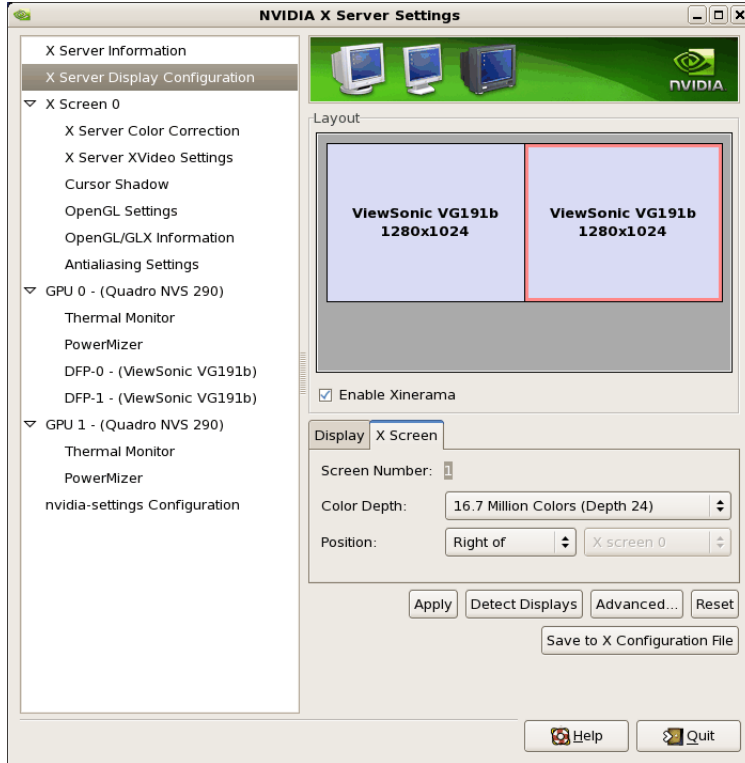 NVIDIA X Server Settings
X Server Information
X Server Display Configuration
X Screen 0
X Server Color Correction
X Server XVideo Settings
Cursor Shadow
OpenGL Settings
OpenGL/GLX Information
Antialiasing Settings
GPU 0 - (Quadro NVS 290)
Thermal Monitor
PowerMizer
DFP-0 - (ViewSonic VG191b)
DFP-1 - (ViewSonic VG191b)
GPU 1 - (Quadro NVS 290)
Thermal Monitor
PowerMizer
nvidia-settings Configuration
NVIDIA
Layout
ViewSonic VG191b
1280x1024
ViewSonic VG191b
1280x1024
Enable Xinerama
Display X Screen
Screen Number: 1
Color Depth: 16.7 Million Colors (Depth 24)
Position: Right of X screen 0
Apply Detect Displays Advanced... Reset
Save to X Configuration File
Help Quit